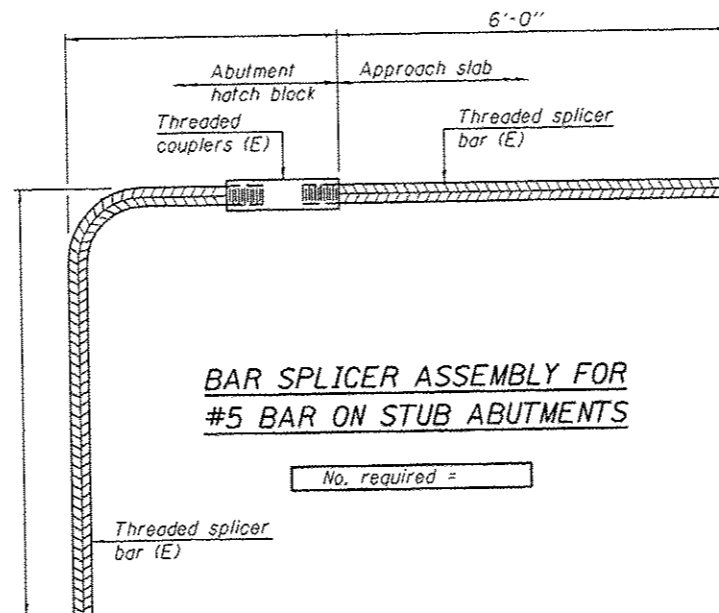 6'-0"
Abutment
hatch block
Approach slab
Threaded
couplers (E)
Threaded splicer
bar (E)
BAR SPLICER ASSEMBLY FOR
#5 BAR ON STUB ABUTMENTS
No. required =
Threaded splicer
bar (E)